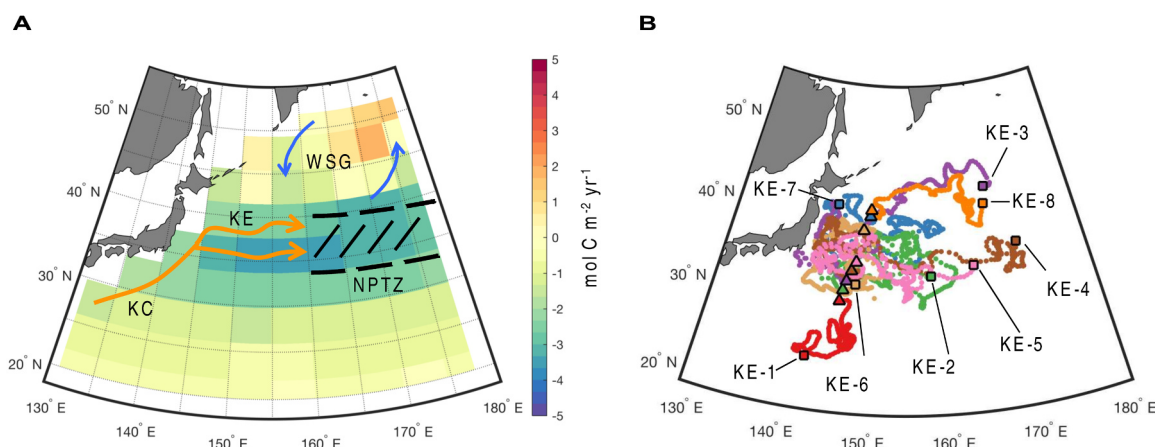 A
50° N
40° N
30° N
20° N
130° E
140° E
150° E
160° E
170° E
180° E
WSG
KE
NPTZ
KC
5
4
3
2
1
0
-1
-2
-3
-4
-5
mol C m⁻² yr⁻¹
B
50° N
40° N
30° N
20° N
130° E
140° E
150° E
160° E
170° E
180° E
KE-3
KE-7
KE-8
KE-4
KE-5
KE-2
KE-1
KE-6